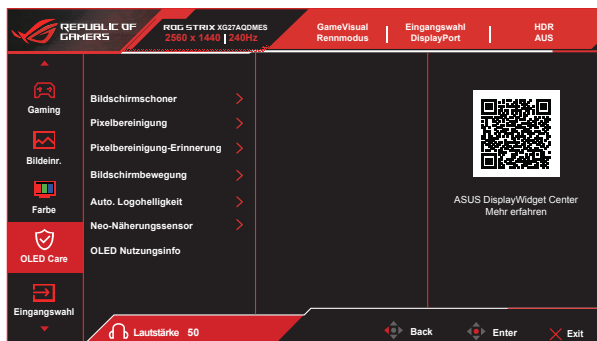 REPUBLIC OF
GAMERS
ROG STRIX XG27AQDMES
2560 x 1440 | 240Hz
GameVisual
Rennmodus
Eingangswahl
DisplayPort
HDR
AUS
Gaming
Bildeinr.
Farbe
OLED Care
Eingangswahl
Bildschirmschoner
Pixelbereinigung
Pixelbereinigung-Erinnerung
Bildschirmbewegung
Auto. Logohelligkeit
Neo-Näherungssensor
OLED Nutzungsinfo
ASUS DisplayWidget Center
Mehr erfahren
Lautstärke 50
Back
Enter
Exit